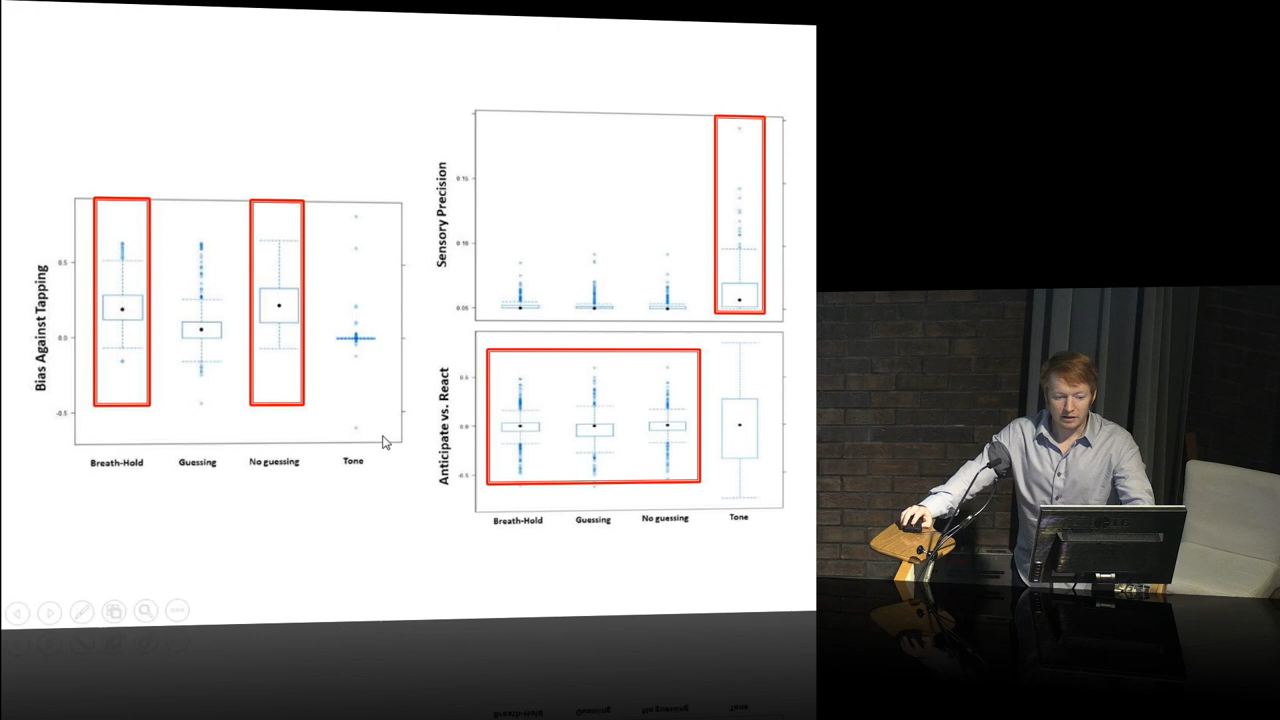 Bias Against Tapping
0.5
0.0
-0.5
Breath-Hold
Guessing
No guessing
Tone
Sensory Precision
0.15
0.10
0.05
Anticipate vs. React
0.5
0.0
-0.5
Breath-Hold
Guessing
No guessing
Tone
LG